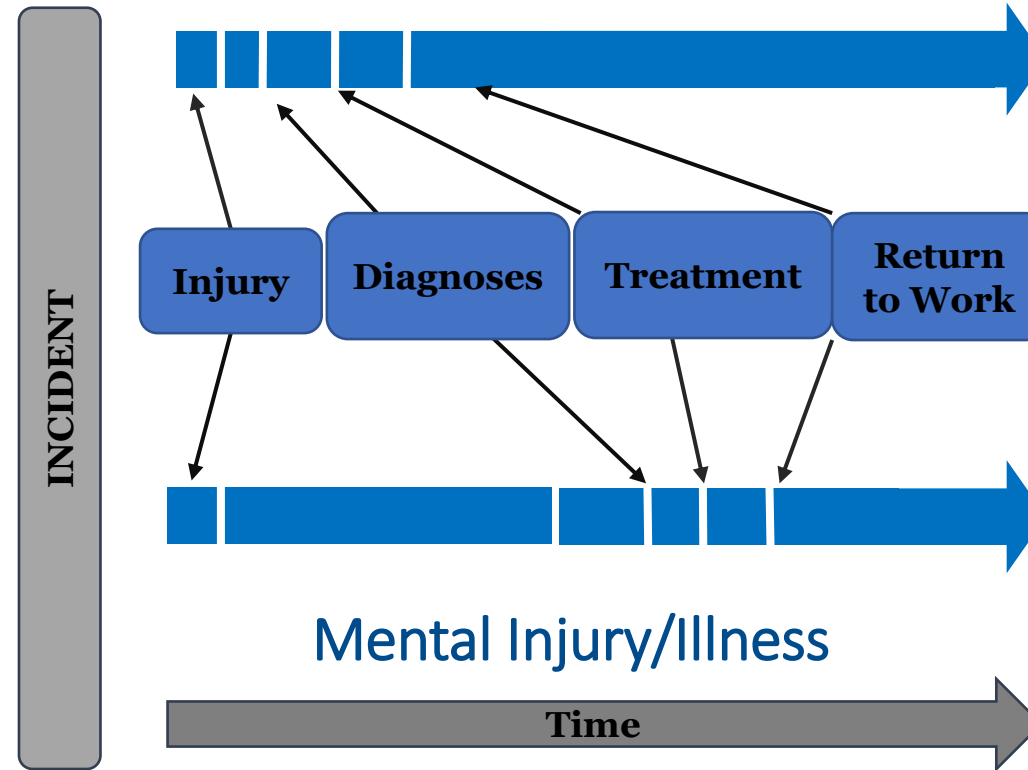 INCIDENT
Injury
Diagnoses
Treatment
Return
to Work
Mental Injury/Illness
Time